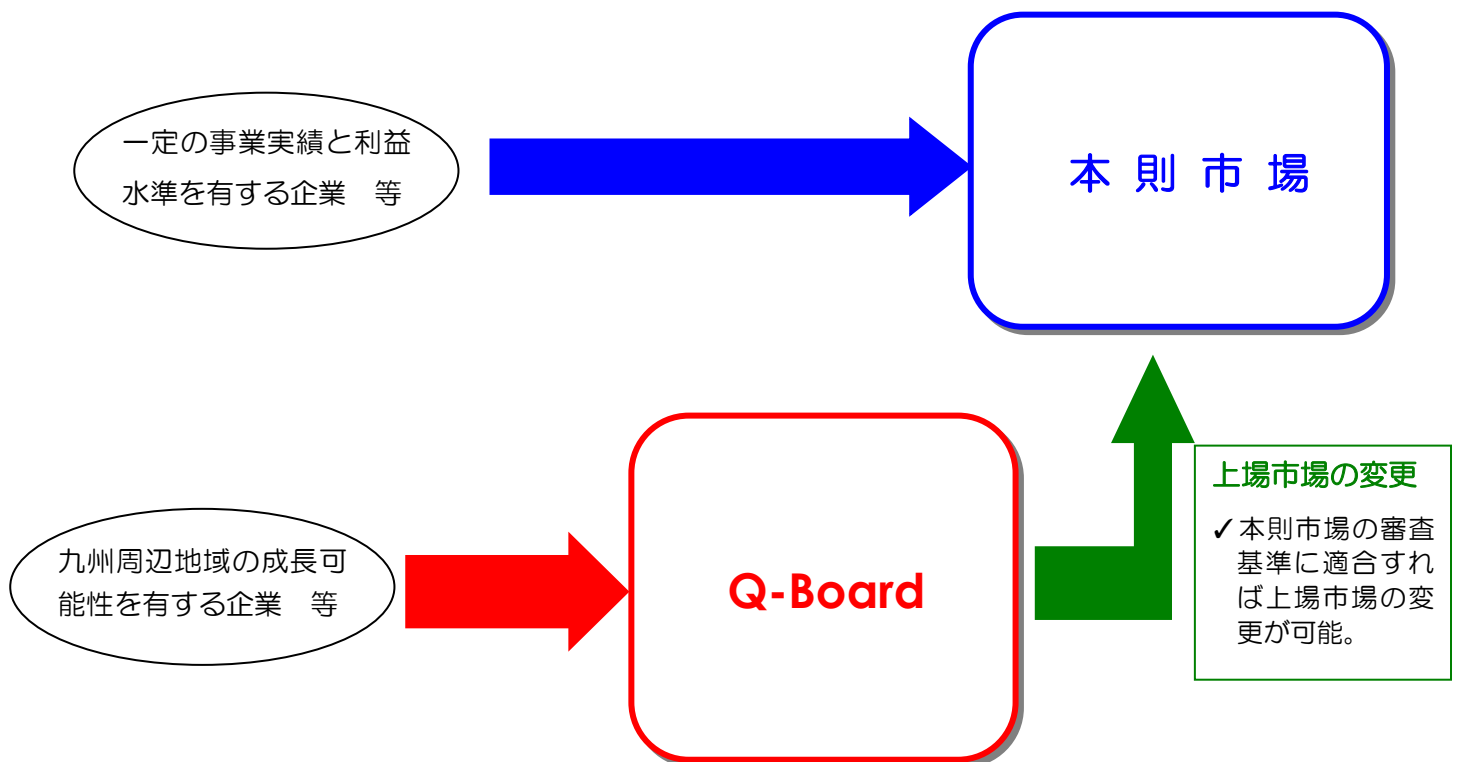 一定の事業実績と利益
水準を有する企業　等
本 則 市 場
九州周辺地域の成長可
能性を有する企業　等
Q-Board
上場市場の変更
✓本則市場の審査
基準に適合すれ
ば上場市場の変
更が可能。